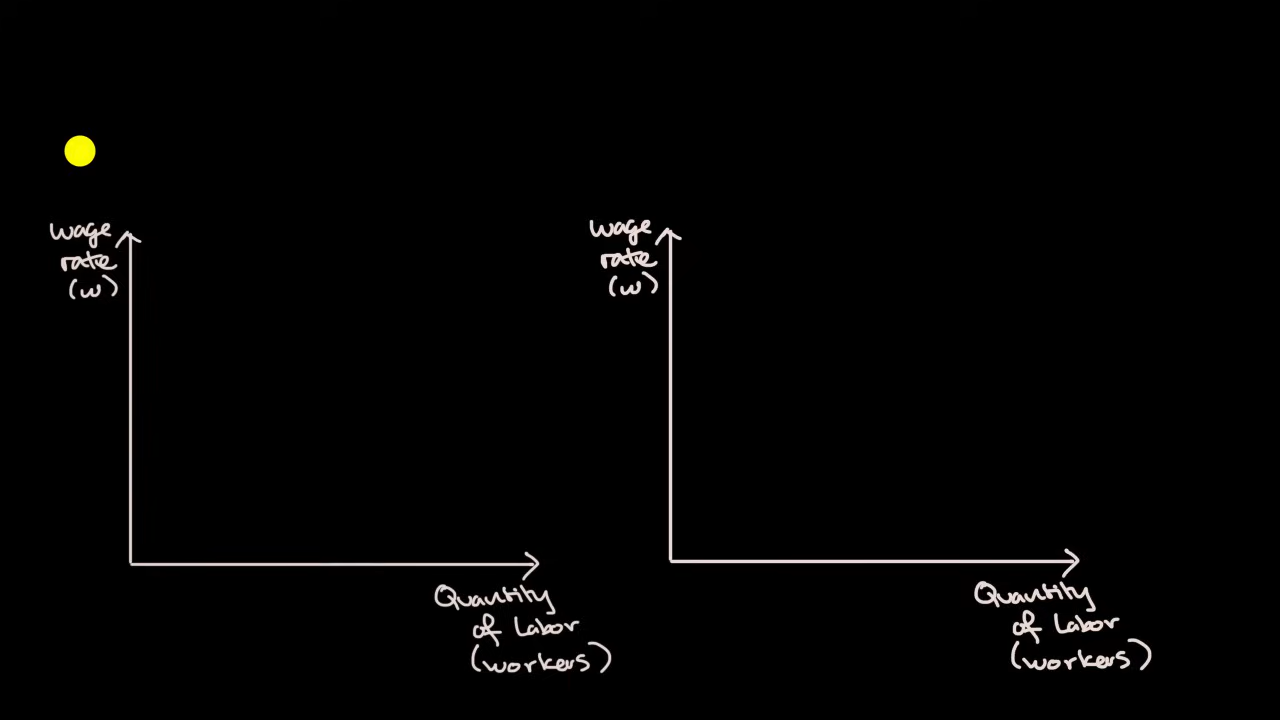 wage
rate
(w)
Quantity
of Labor
(workers)
wage
rate
(w)
Quantity
of Labor
(workers)